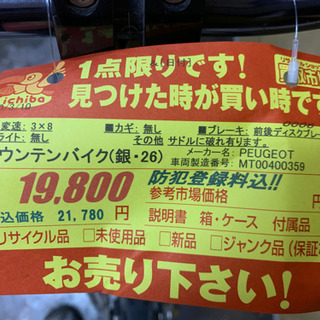 ichibo
1点限りです!
見つけた時が買い時です
変速:3×8
■カギ:無し
■ブレーキ:前後ディスクブレー
ライト:無し
その他 サドルに破れ有ります。
ウンテンバイク(銀・26)
メーカー名:PEUGEOT
車両製造番号:MT00400359
19,800
円
防犯登録料込!!
参考市場価格
円
込価格 21,780 円
説明書 箱・ケース 付属品
リサイクル品 □未使用品 □新品 □ジャンク品(保証
お売り下さい!